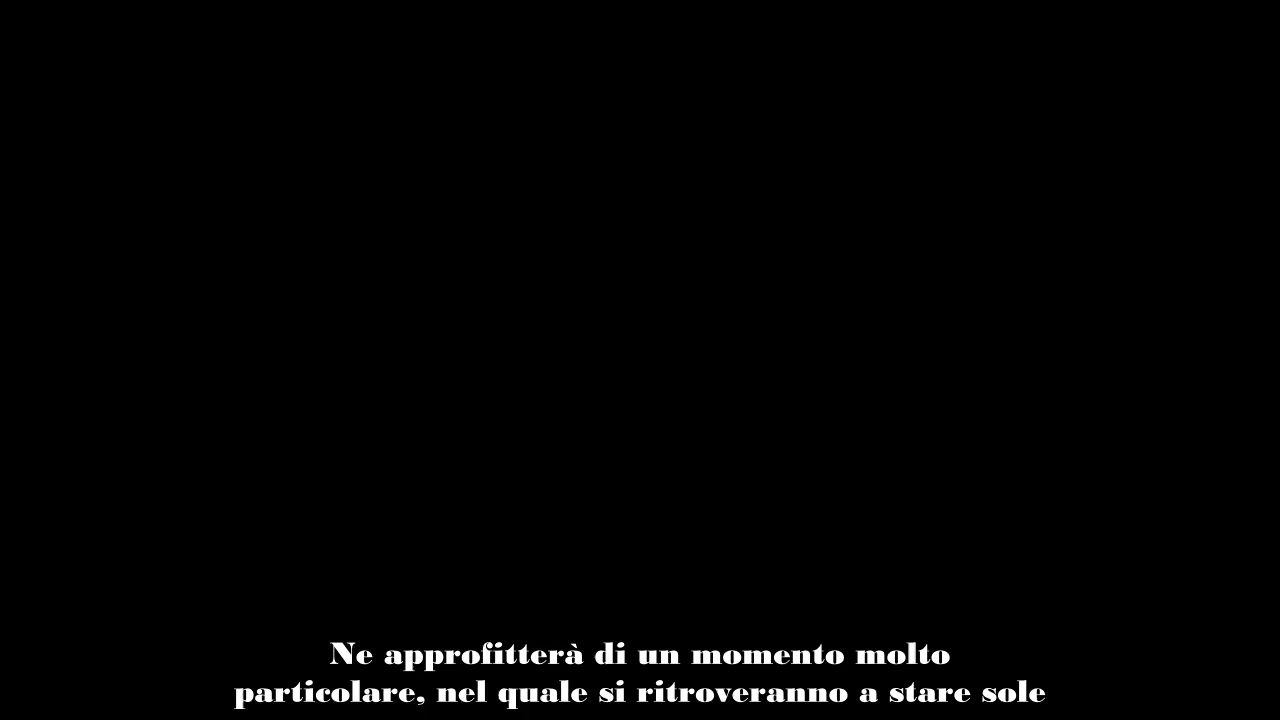 Ne approfitterà di un momento molto
particolare, nel quale si ritroveranno a stare sole